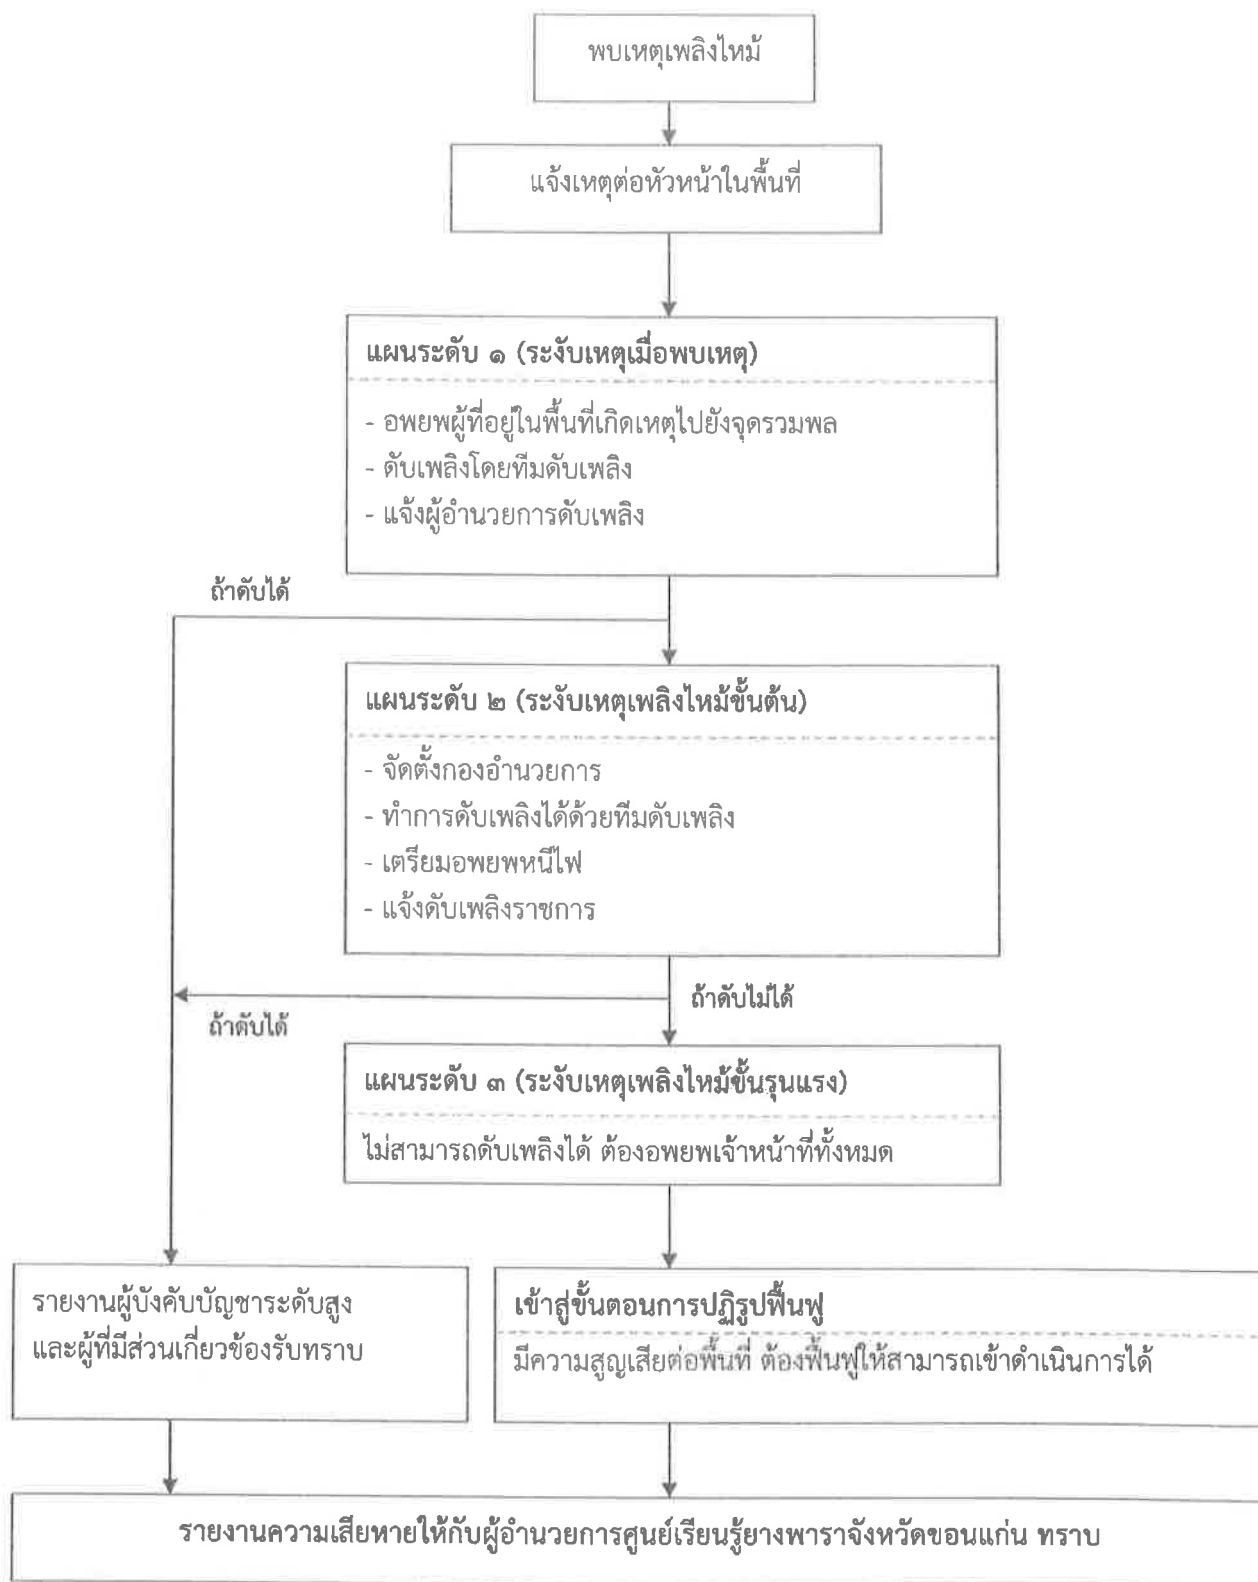 พบเหตุเพลิงไหม้
แจ้งเหตุต่อหัวหน้าในพื้นที่
แผนระดับ ๑ (ระงับเหตุเมื่อพบเหตุ)
- อพยพผู้ที่อยู่ในพื้นที่เกิดเหตุไปยังจุดรวมพล
- ดับเพลิงโดยทีมดับเพลิง
- แจ้งผู้อำนวยการดับเพลิง
ถ้าดับได้
แผนระดับ ๒ (ระงับเหตุเพลิงไหม้ขั้นต้น)
- จัดตั้งกองอำนวยการ
- ทำการดับเพลิงได้ด้วยทีมดับเพลิง
- เตรียมอพยพหนีไฟ
- แจ้งดับเพลิงราชการ
ถ้าดับไม่ได้
ถ้าดับได้
แผนระดับ ๓ (ระงับเหตุเพลิงไหม้ขั้นรุนแรง)
ไม่สามารถดับเพลิงได้ ต้องอพยพเจ้าหน้าที่ทั้งหมด
รายงานผู้บังคับบัญชาระดับสูง
และผู้ที่มีส่วนเกี่ยวข้องรับทราบ
เข้าสู่ขั้นตอนการปฏิรูปฟื้นฟู
มีความสูญเสียต่อพื้นที่ ต้องฟื้นฟูให้สามารถเข้าดำเนินการได้
รายงานความเสียหายให้กับผู้อำนวยการศูนย์เรียนรู้ยางพาราจังหวัดขอนแก่น ทราบ